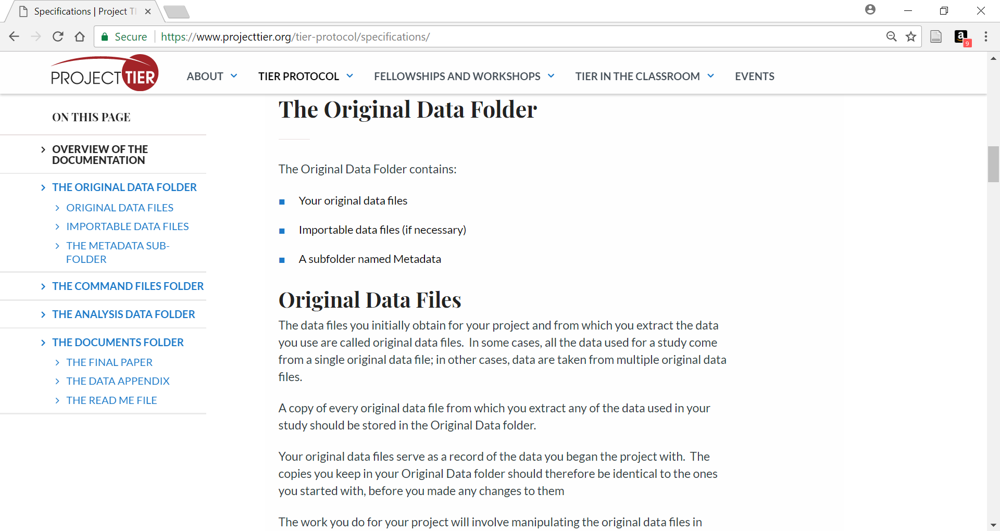 Specifications | Project TI
Secure
https://www.projecttier.org/tier-protocol/specifications/
a
9
PROJECT TIER
ABOUT
TIER PROTOCOL
FELLOWSHIPS AND WORKSHOPS
TIER IN THE CLASSROOM
EVENTS
ON THIS PAGE
OVERVIEW OF THE
DOCUMENTATION
THE ORIGINAL DATA FOLDER
ORIGINAL DATA FILES
IMPORTABLE DATA FILES
THE METADATA SUB-
FOLDER
THE COMMAND FILES FOLDER
THE ANALYSIS DATA FOLDER
THE DOCUMENTS FOLDER
THE FINAL PAPER
THE DATA APPENDIX
THE READ ME FILE
The Original Data Folder
The Original Data Folder contains:
Your original data files
Importable data files (if necessary)
A subfolder named Metadata
Original Data Files
The data files you initially obtain for your project and from which you extract the data
you use are called original data files.  In some cases, all the data used for a study come
from a single original data file; in other cases, data are taken from multiple original data
files.
A copy of every original data file from which you extract any of the data used in your
study should be stored in the Original Data folder.
Your original data files serve as a record of the data you began the project with.  The
copies you keep in your Original Data folder should therefore be identical to the ones
you started with, before you made any changes to them
The work you do for your project will involve manipulating the original data files in